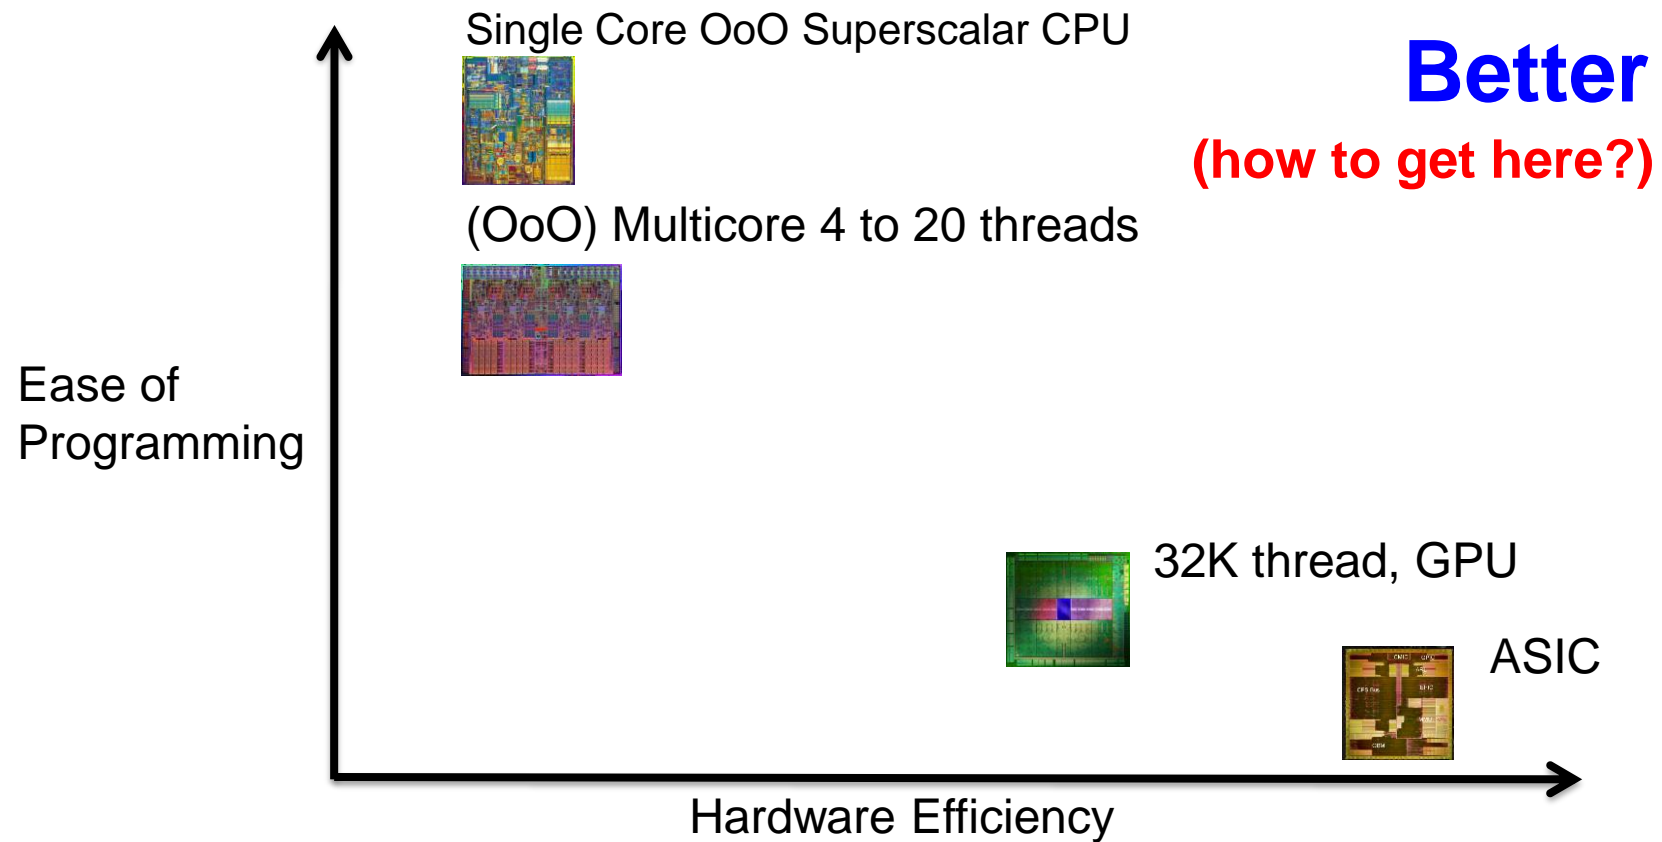 Single Core OoO Superscalar CPU
Better
(how to get here?)
(OoO) Multicore 4 to 20 threads
Ease of
Programming
32K thread, GPU
ASIC
Hardware Efficiency